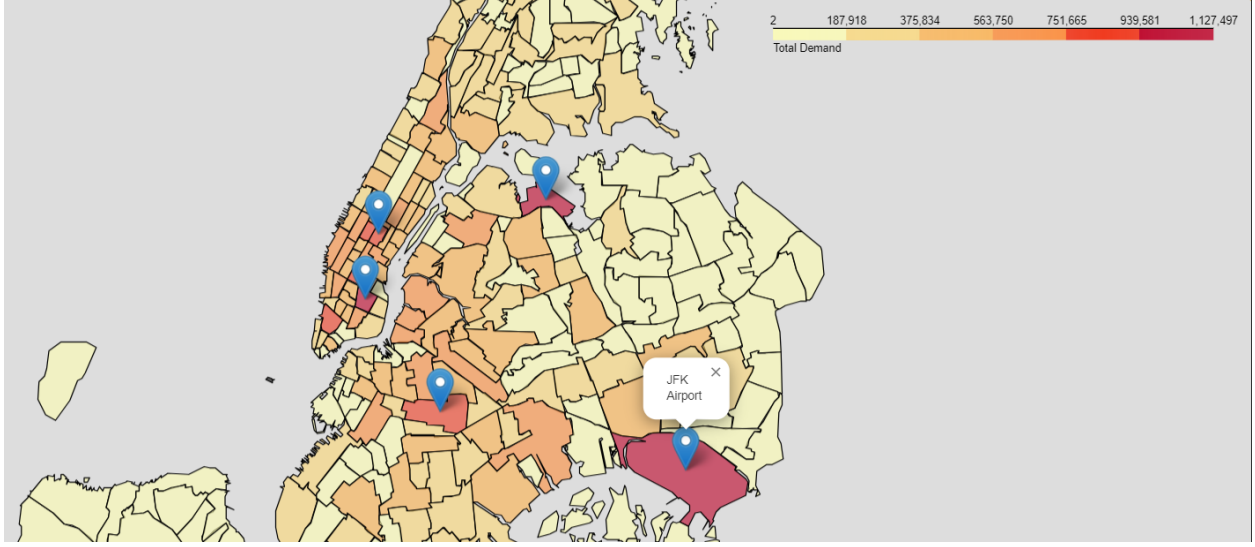 2 187,918 375,834 563,750 751,665 939,581 1,127,497
Total Demand
JFK
Airport
×